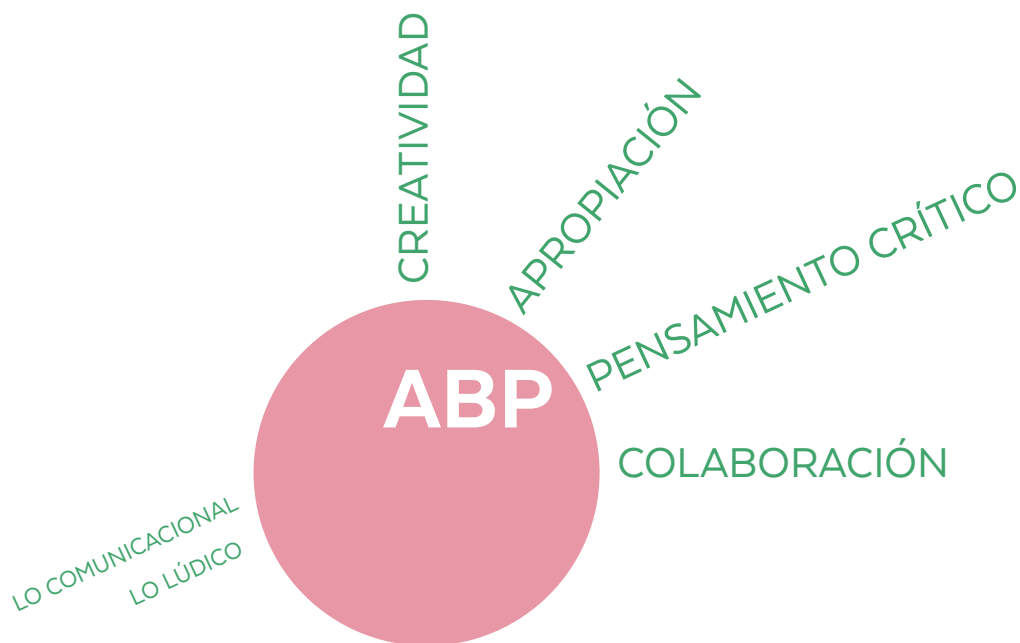 CREATIVIDAD
APROPIACIÓN
PENSAMIENTO CRÍTICO
ABP
COLABORACIÓN
LO COMUNICACIONAL
LO LÚDICO